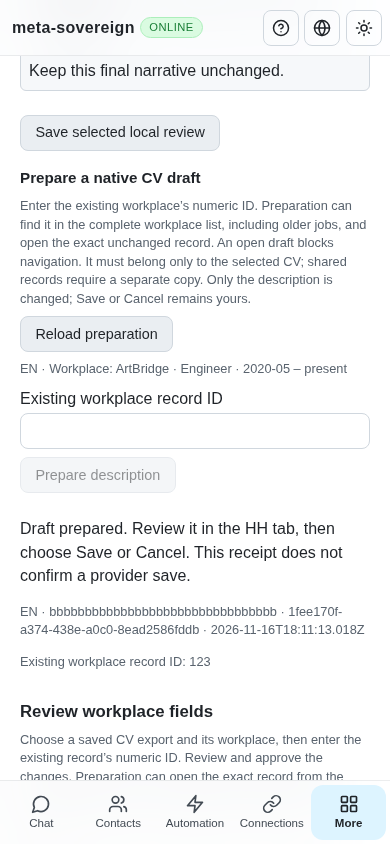 meta-sovereign ONLINE
Keep this final narrative unchanged.
Save selected local review
Prepare a native CV draft
Enter the existing workplace's numeric ID. Preparation can
find it in the complete workplace list, including older jobs, and
open the exact unchanged record. An open draft blocks
navigation. It must belong only to the selected CV; shared
records require a separate copy. Only the description is
changed; Save or Cancel remains yours.
Reload preparation
EN · Workplace: ArtBridge · Engineer · 2020-05 – present
Existing workplace record ID
Prepare description
Draft prepared. Review it in the HH tab, then
choose Save or Cancel. This receipt does not
confirm a provider save.
EN · bbbbbbbbbbbbbbbbbbbbbbbbbbbbbbbb · 1fee170f-
a374-438e-a0c0-8ead2586fddb · 2026-11-16T18:11:13.018Z
Existing workplace record ID: 123
Review workplace fields
Choose a saved CV export and its workplace, then enter the
existing record's numeric ID. Review and approve the
changes. Preparation can open the exact record from the
Chat
Contacts
Automation
Connections
More